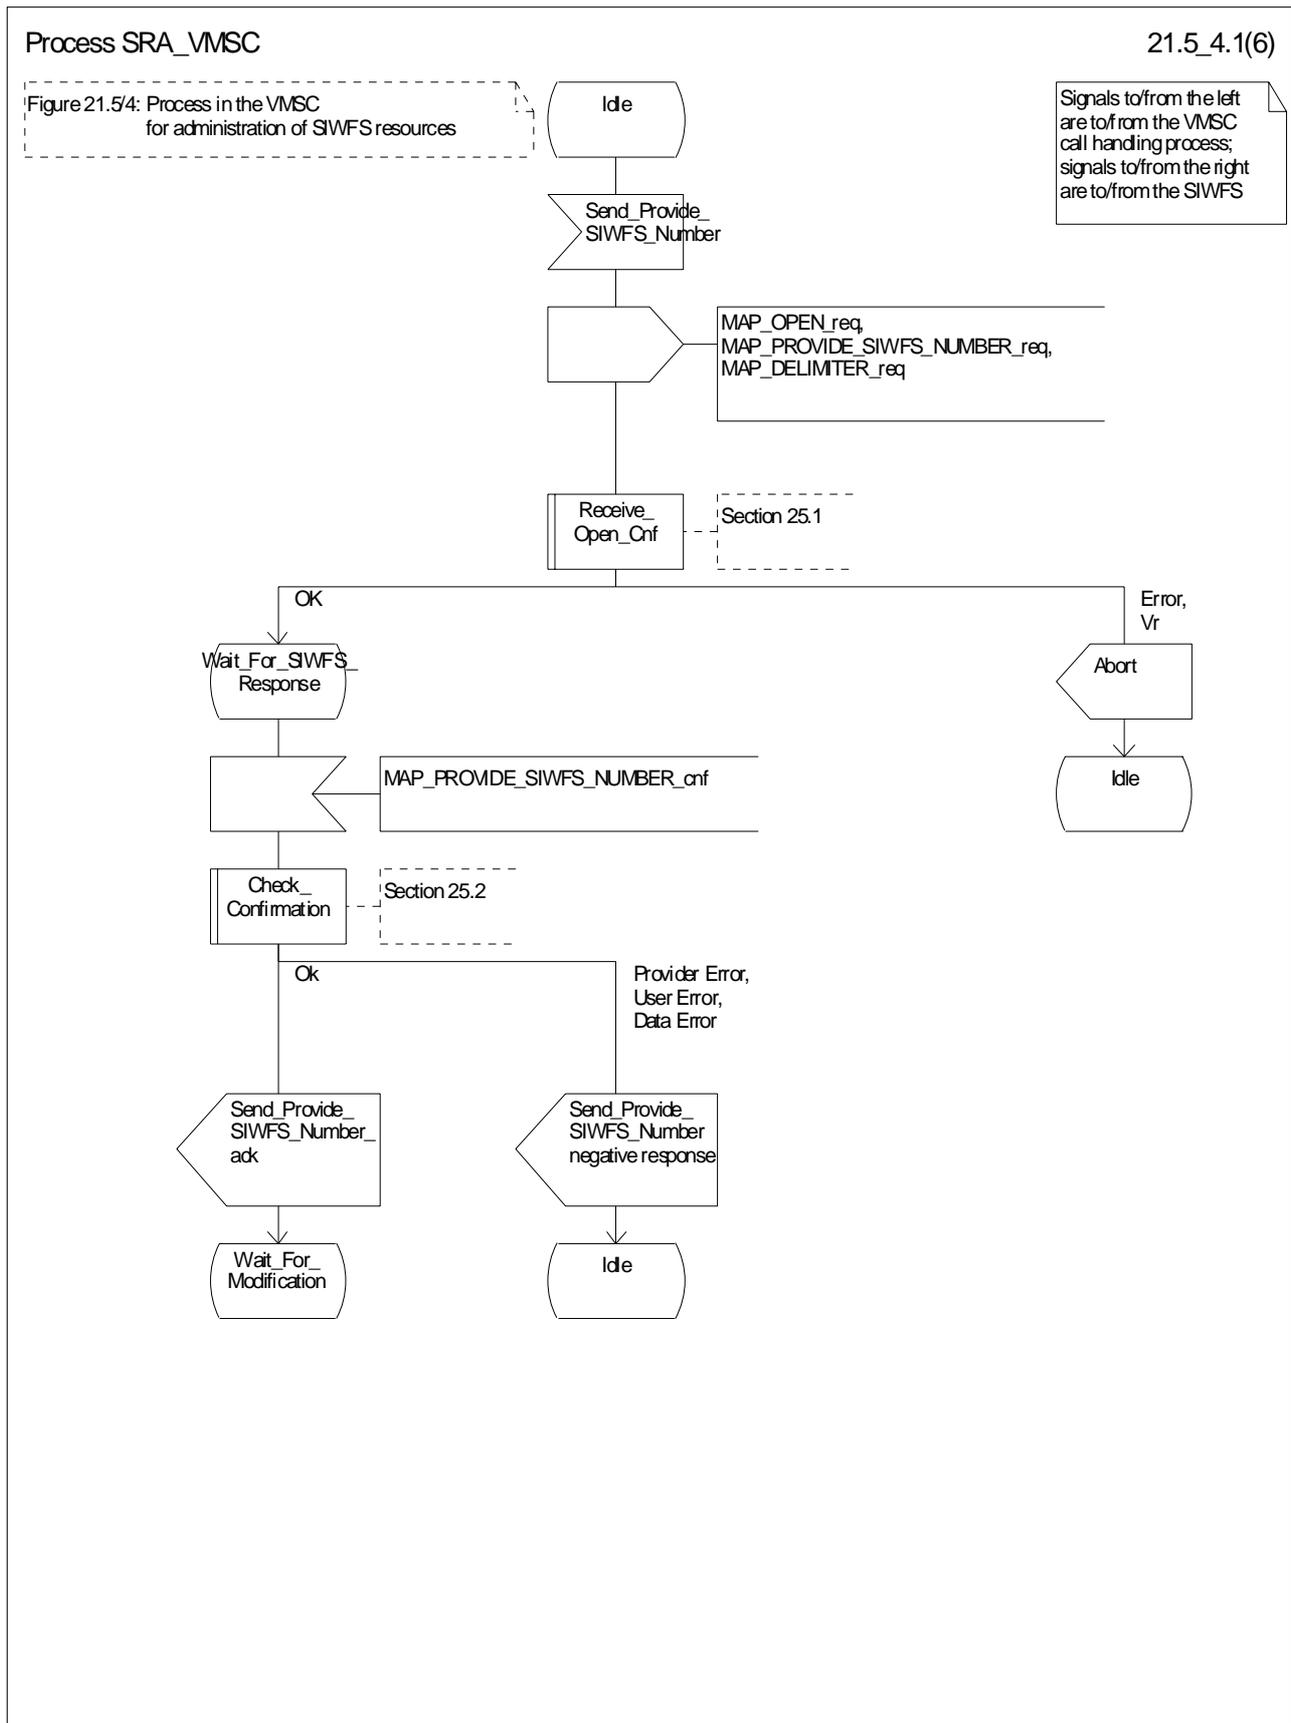 Process SRA_VMSC
21.5_4.1(6)
Figure 21.5/4: Process in the VMSC
for administration of SIWFS resources
Idle
Signals to/from the left
are to/from the VMSC
call handling process;
signals to/from the right
are to/from the SIWFS
Send_Provide_
SIWFS_Number
MAP_OPEN_req,
MAP_PROVIDE_SIWFS_NUMBER_req,
MAP_DELIMITER_req
Receive_
Open_Cnf
Section 25.1
OK
Error,
Vr
Wait_For_SIWFS_
Response
Abort
MAP_PROVIDE_SIWFS_NUMBER_cnf
Idle
Check_
Confirmation
Section 25.2
Ok
Provider Error,
User Error,
Data Error
Send_Provide_
SIWFS_Number_
ack
Send_Provide_
SIWFS_Number
negative response
Wait_For_
Modification
Idle